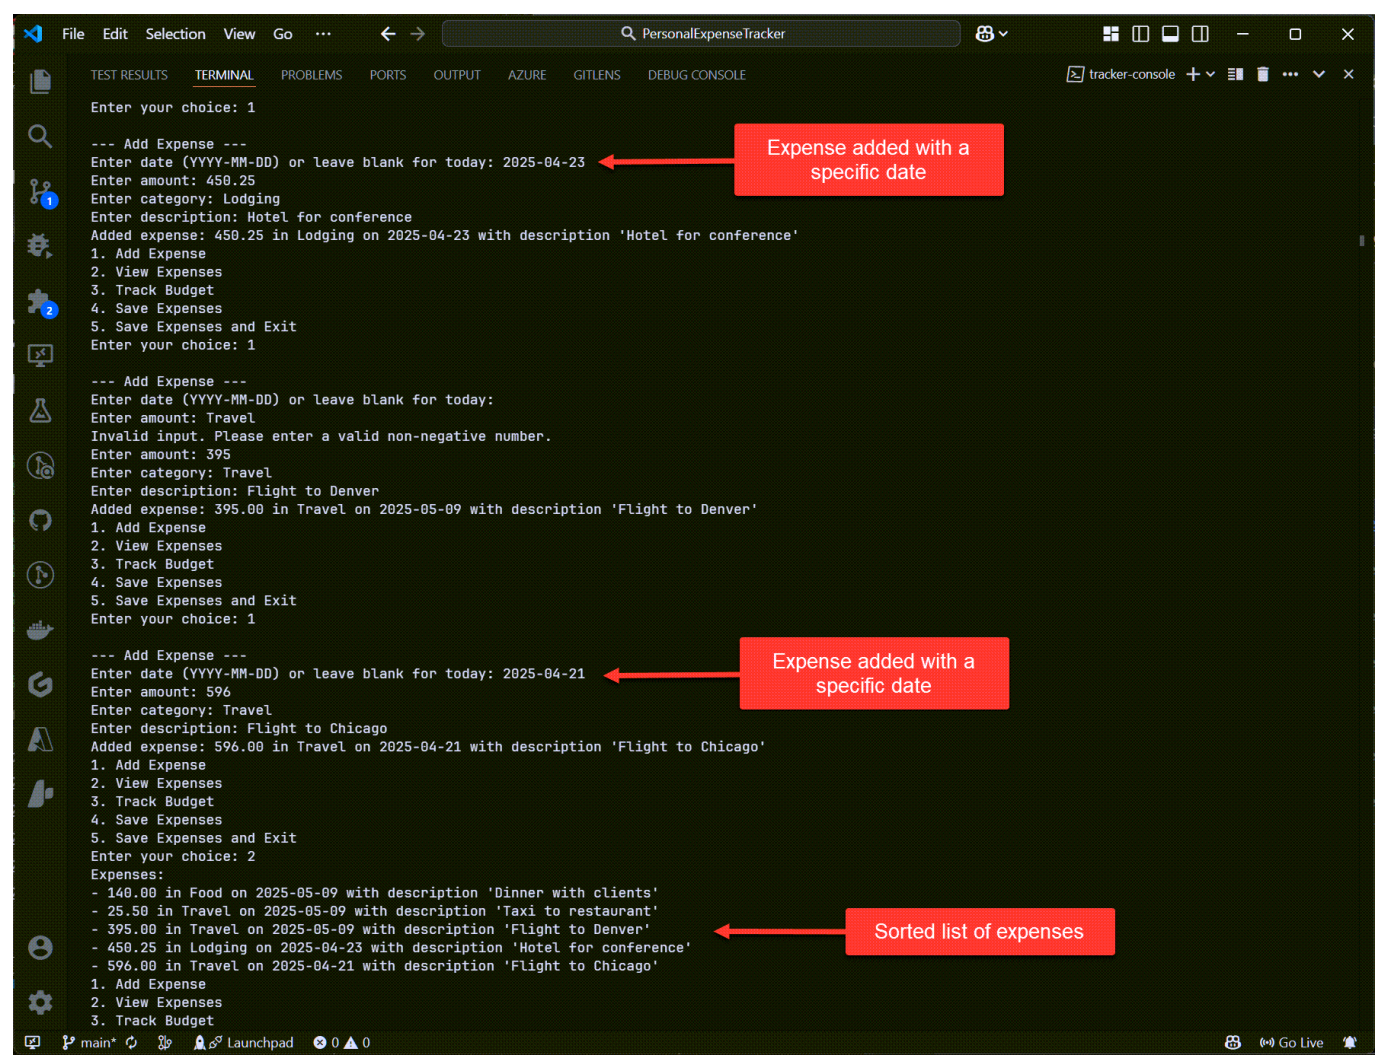 File Edit Selection View Go ··· PersonalExpenseTracker
TEST RESULTS TERMINAL PROBLEMS PORTS OUTPUT AZURE GITLENS DEBUG CONSOLE tracker-console
Enter your choice: 1
--- Add Expense ---
Enter date (YYYY-MM-DD) or leave blank for today: 2025-04-23
Expense added with a
specific date
Enter amount: 450.25
Enter category: Lodging
Enter description: Hotel for conference
Added expense: 450.25 in Lodging on 2025-04-23 with description 'Hotel for conference'
1. Add Expense
2. View Expenses
3. Track Budget
4. Save Expenses
5. Save Expenses and Exit
Enter your choice: 1
--- Add Expense ---
Enter date (YYYY-MM-DD) or leave blank for today:
Enter amount: Travel
Invalid input. Please enter a valid non-negative number.
Enter amount: 395
Enter category: Travel
Enter description: Flight to Denver
Added expense: 395.00 in Travel on 2025-05-09 with description 'Flight to Denver'
1. Add Expense
2. View Expenses
3. Track Budget
4. Save Expenses
5. Save Expenses and Exit
Enter your choice: 1
--- Add Expense ---
Enter date (YYYY-MM-DD) or leave blank for today: 2025-04-21
Expense added with a
specific date
Enter amount: 596
Enter category: Travel
Enter description: Flight to Chicago
Added expense: 596.00 in Travel on 2025-04-21 with description 'Flight to Chicago'
1. Add Expense
2. View Expenses
3. Track Budget
4. Save Expenses
5. Save Expenses and Exit
Enter your choice: 2
Expenses:
- 140.00 in Food on 2025-05-09 with description 'Dinner with clients'
- 25.50 in Travel on 2025-05-09 with description 'Taxi to restaurant'
- 395.00 in Travel on 2025-05-09 with description 'Flight to Denver'
Sorted list of expenses
- 450.25 in Lodging on 2025-04-23 with description 'Hotel for conference'
- 596.00 in Travel on 2025-04-21 with description 'Flight to Chicago'
1. Add Expense
2. View Expenses
3. Track Budget
1
2
main* Launchpad 0 0 Go Live